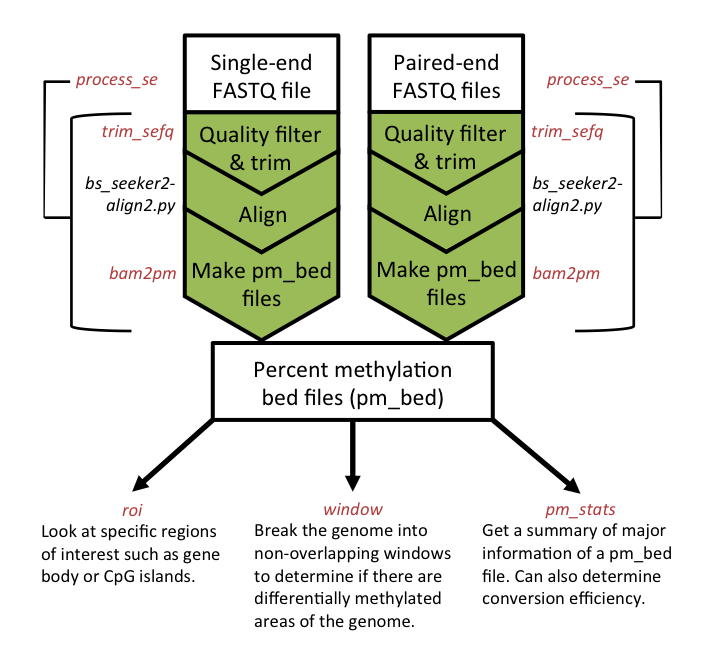 Single-end
FASTQ file
Paired-end
FASTQ files
process_se
process_se
trim_sefq
Quality filter
& trim
Quality filter
& trim
trim_sefq
bs_seeker2-
align2.py
Align
Align
bs_seeker2-
align2.py
bam2pm
Make pm_bed
files
Make pm_bed
files
bam2pm
Percent methylation
bed files (pm_bed)
roi
Look at specific regions
of interest such as gene
body or CpG islands.
window
Break the genome into
non-overlapping windows
to determine if there are
differentially methylated
areas of the genome.
pm_stats
Get a summary of major
information of a pm_bed
file. Can also determine
conversion efficiency.